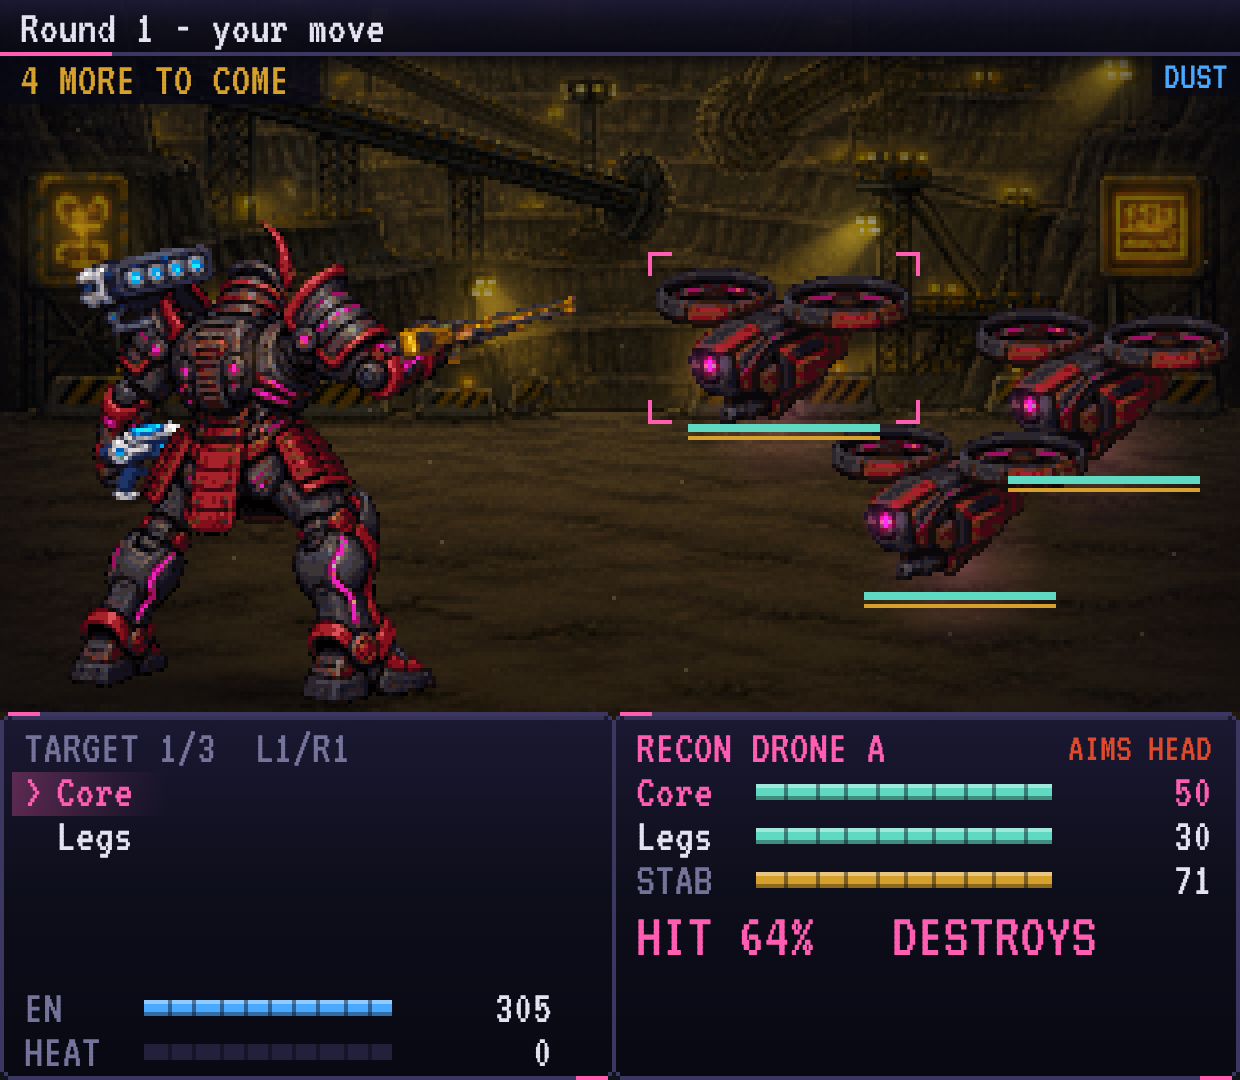 Round 1 - your move
4 MORE TO COME
DUST
TARGET 1/3 L1/R1
> Core
Legs
EN 305
HEAT 0
RECON DRONE A AIMS HEAD
Core 50
Legs 30
STAB 71
HIT 64% DESTROYS